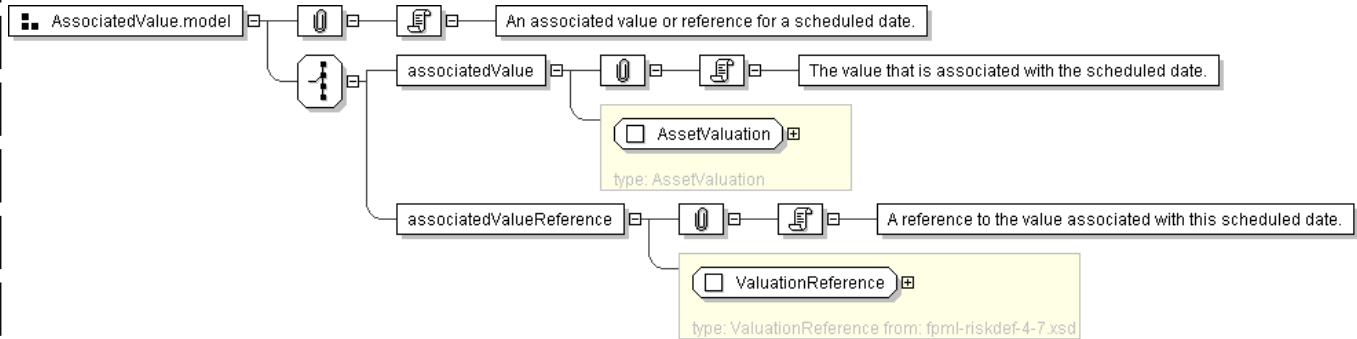 AssociatedValue.model
An associated value or reference for a scheduled date.
associatedValue
The value that is associated with the scheduled date.
AssetValuation
type: AssetValuation
associatedValueReference
A reference to the value associated with this scheduled date.
ValuationReference
type: ValuationReference from: fpml-riskdef-4-7.xsd